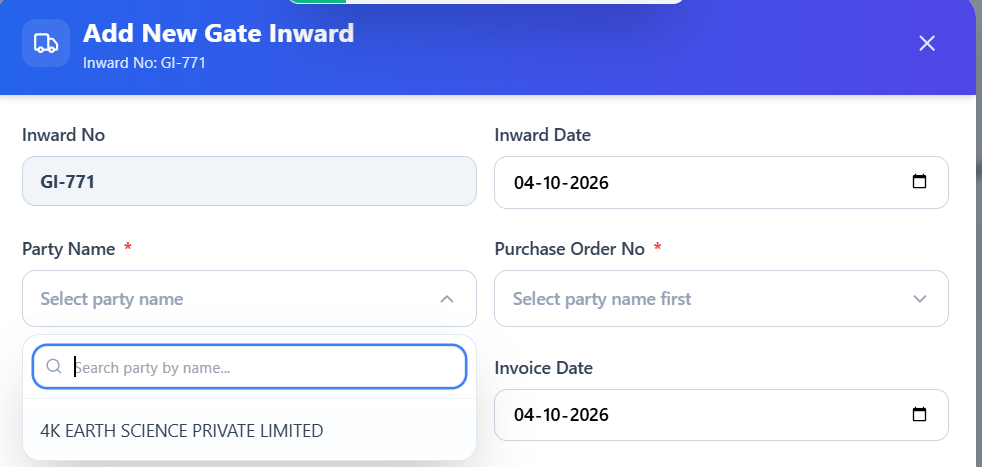 Add New Gate Inward
Inward No: GI-771
Inward No
Inward Date
GI-771
04-10-2026
Party Name *
Purchase Order No *
Select party name
Select party name first
Search party by name...
Invoice Date
04-10-2026
4K EARTH SCIENCE PRIVATE LIMITED